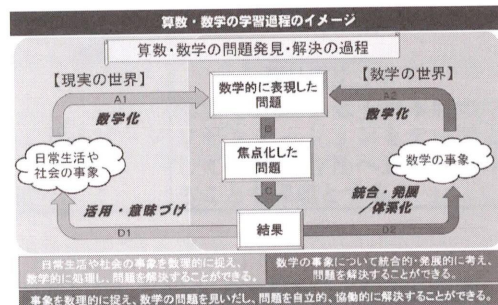 算数・数学の学習過程のイメージ
算数・数学の問題発見・解決の過程
【現実の世界】
【数学の世界】
A1
数学的に表現した
問題
A2
数学化
数学化
B
日常生活や
社会の事象
焦点化した
問題
数学の事象
C
活用・意味づけ
統合・発展
/体系化
D1
結果
D2
日常生活や社会の事象を数理的に捉え、
数学的に処理し、問題を解決することができる。
数学の事象について統合的・発展的に考え、
問題を解決することができる。
事象を数理的に捉え、数学の問題を見いだし、問題を自立的、協働的に解決することができる。